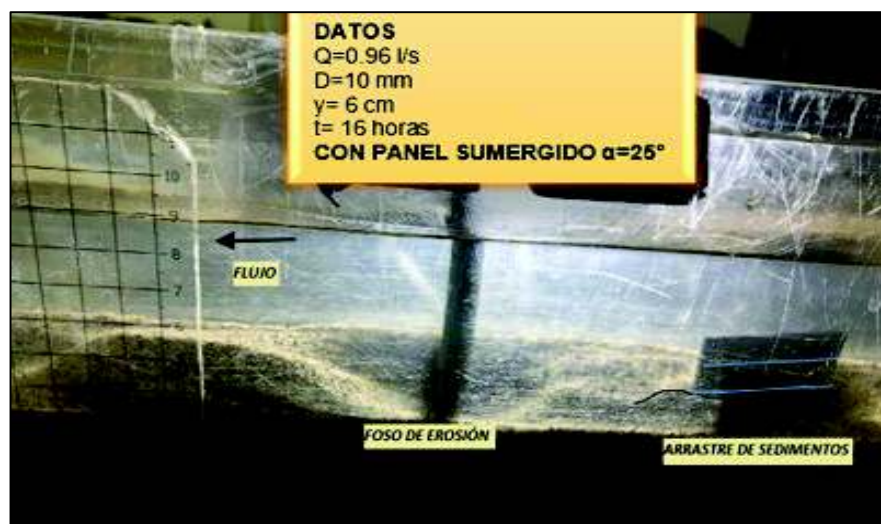 DATOS
Q=0.96 l/s
D=10 mm
y= 6 cm
t= 16 horas
CON PANEL SUMERGIDO α=25°
10
9
8
7
FLUJO
FOSO DE EROSIÓN
ARRASTRE DE SEDIMENTOS